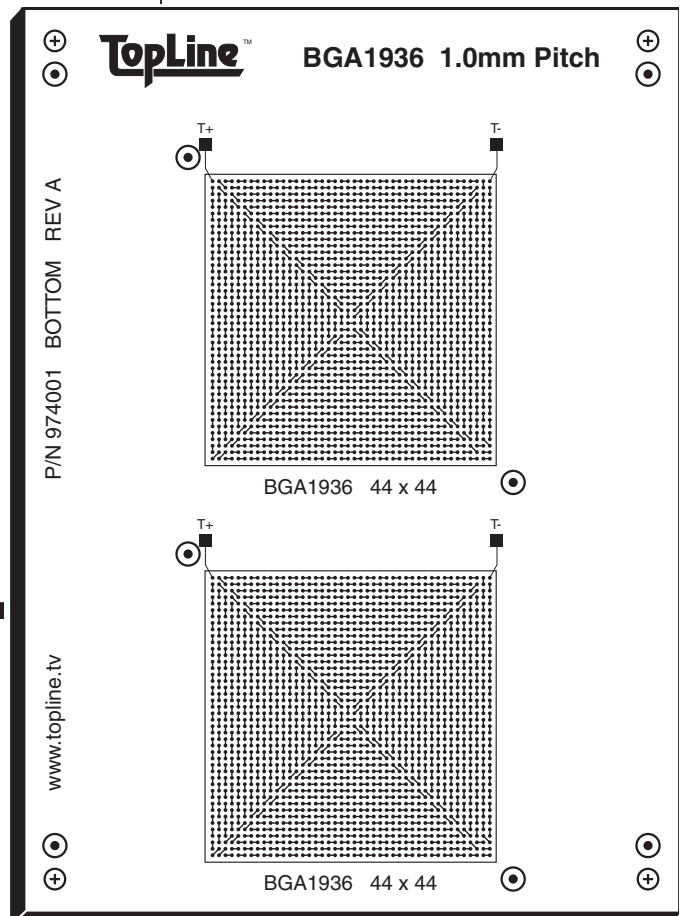 TopLine™
BGA1936 1.0mm Pitch
P/N 974001 BOTTOM REV A
T+ T-
BGA1936 44 x 44
T+ T-
BGA1936 44 x 44
www.topline.tv